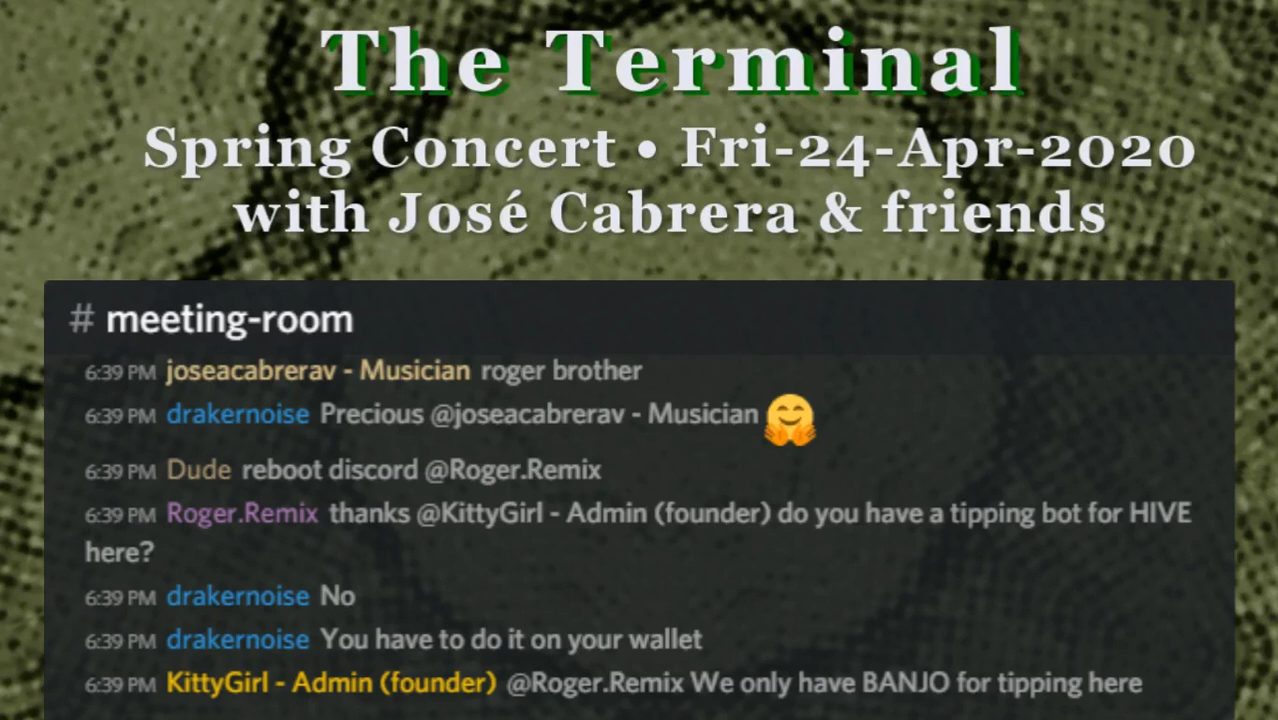 The Terminal
Spring Concert • Fri-24-Apr-2020
with José Cabrera & friends
# meeting-room
6:39 PM joseacabrerav - Musician roger brother
6:39 PM drakernoise Precious @joseacabrerav - Musician 🤗
6:39 PM Dude reboot discord @Roger.Remix
6:39 PM Roger.Remix thanks @KittyGirl - Admin (founder) do you have a tipping bot for HIVE
here?
6:39 PM drakernoise No
6:39 PM drakernoise You have to do it on your wallet
6:39 PM KittyGirl - Admin (founder) @Roger.Remix We only have BANJO for tipping here